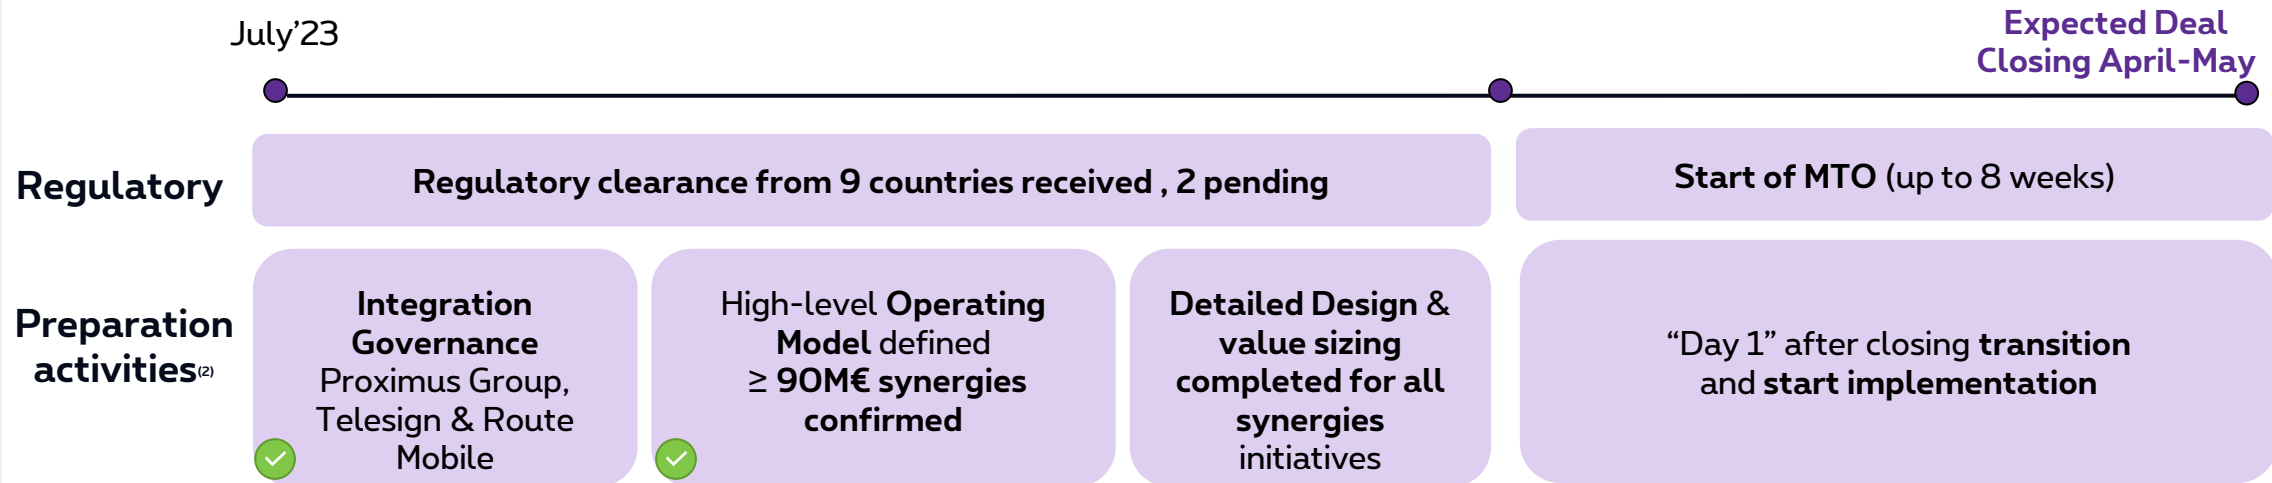 July’23
Expected Deal
Closing April-May
Regulatory
Regulatory clearance from 9 countries received , 2 pending
Start of MTO (up to 8 weeks)
Preparation
activities(2)
Integration
Governance
Proximus Group,
Telesign & Route
Mobile
High-level Operating
Model defined
≥ 90M€ synergies
confirmed
Detailed Design &
value sizing
completed for all
synergies
initiatives
“Day 1” after closing transition
and start implementation